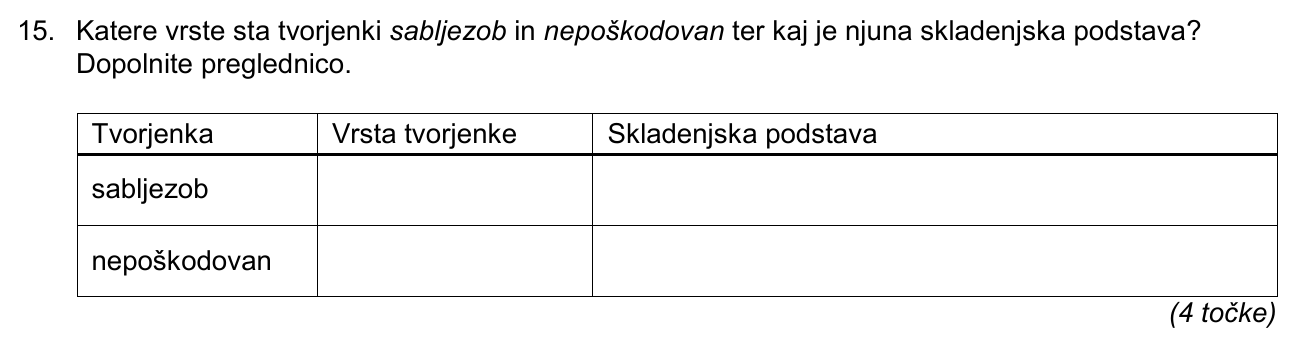 15. Katere vrste sta tvorjenki sabljezob in nepoškodovan ter kaj je njuna skladenjska podstava?
Dopolnite preglednico.
Tvorjenka Vrsta tvorjenke Skladenjska podstava
sabljezob
nepoškodovan
(4 točke)